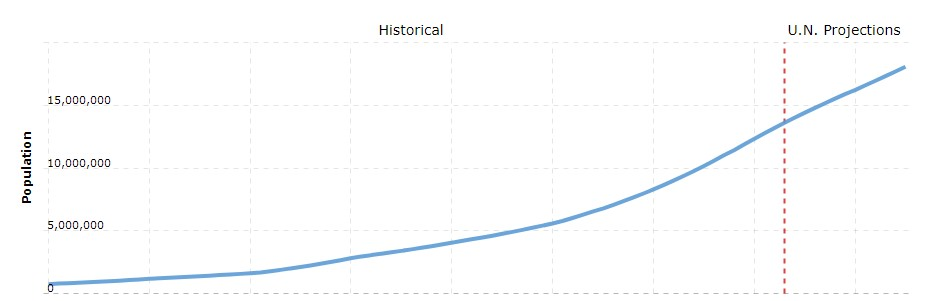 Historical
U.N. Projections
15,000,000
10,000,000
5,000,000
0
Population